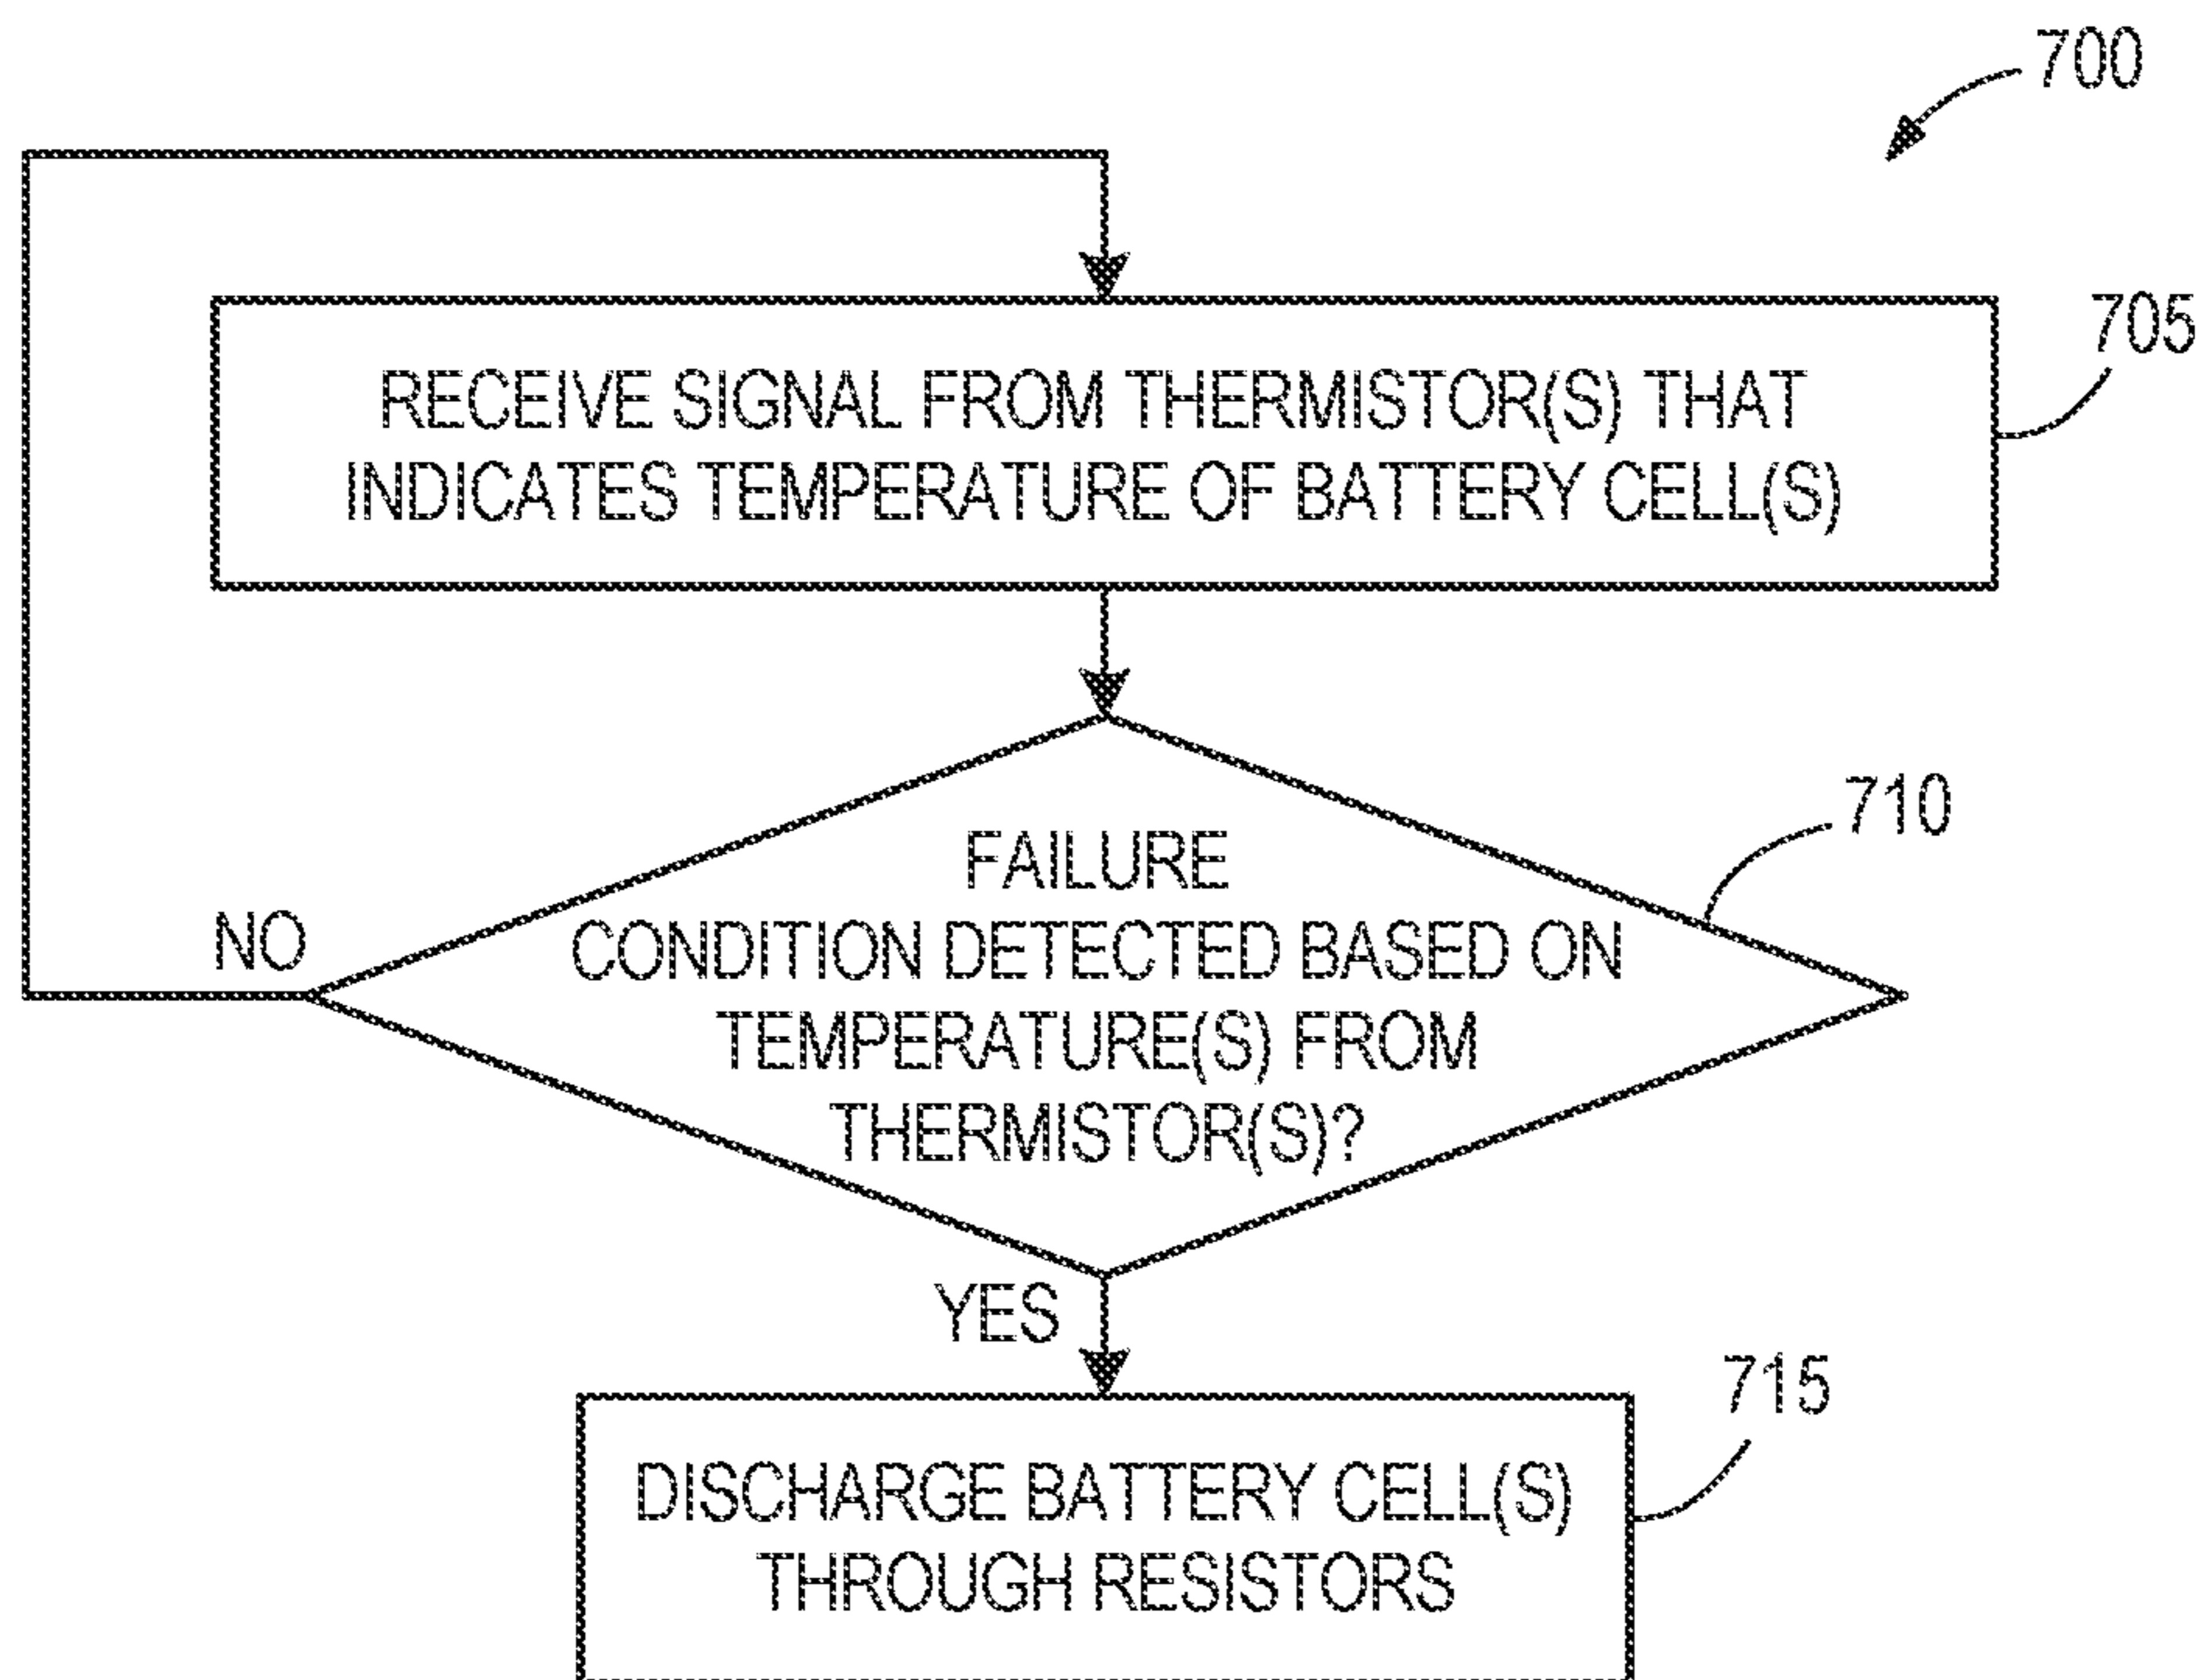 700
705
RECEIVE SIGNAL FROM THERMISTOR(S) THAT
INDICATES TEMPERATURE OF BATTERY CELL(S)
710
FAILURE
CONDITION DETECTED BASED ON
TEMPERATURE(S) FROM
THERMISTOR(S)?
NO
YES
715
DISCHARGE BATTERY CELL(S)
THROUGH RESISTORS